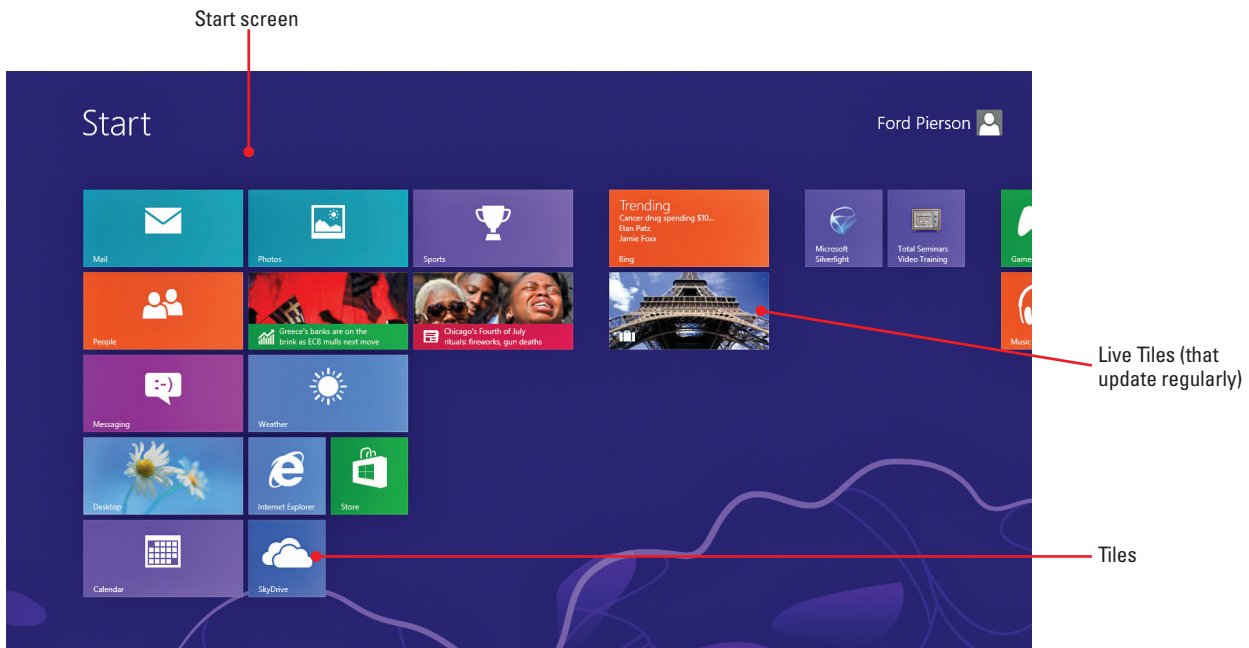 Start screen
Start
Ford Pierson
Mail
Photos
Sports
Trending
Cancer drug spending $10...
Etan Patz
Jamie Foxx
Bing
Microsoft
Silverlight
Total Seminars
Video Training
Game
People
Greece's banks are on the
brink as ECB mulls next move
Chicago's Fourth of July
rituals: fireworks, gun deaths
Music
Live Tiles (that
update regularly)
:-)
Messaging
Weather
Desktop
Internet Explorer
Store
Calendar
SkyDrive
Tiles